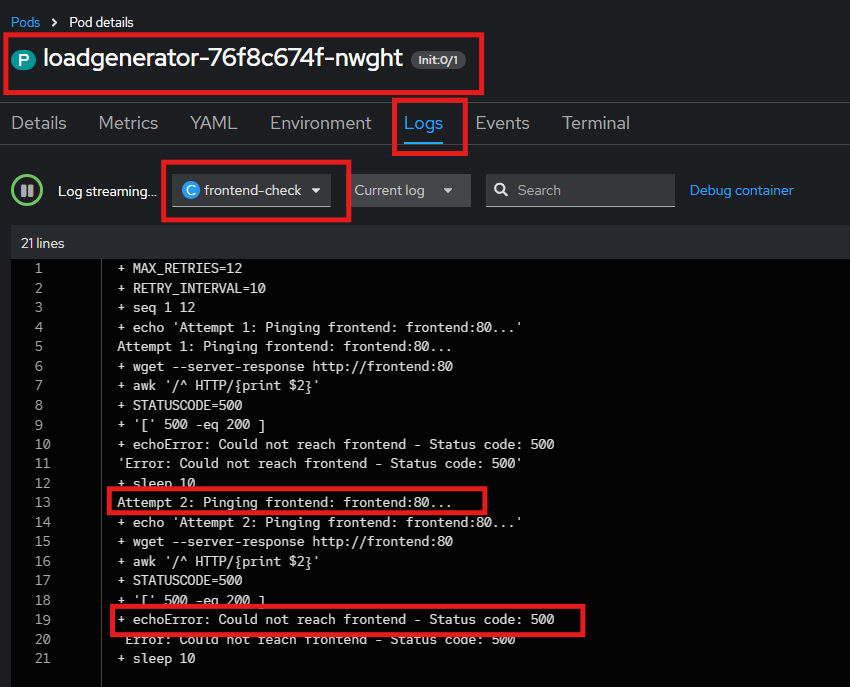 Pods > Pod details
P loadgenerator-76f8c674f-nwght Init:0/1
Details Metrics YAML Environment Logs Events Terminal
Log streaming... C frontend-check Current log Search Debug container
21 lines
1 + MAX_RETRIES=12
2 + RETRY_INTERVAL=10
3 + seq 1 12
4 + echo 'Attempt 1: Pinging frontend: frontend:80...'
5 Attempt 1: Pinging frontend: frontend:80...
6 + wget --server-response http://frontend:80
7 + awk '/^ HTTP/{print $2}'
8 + STATUSCODE=500
9 + '[' 500 -eq 200 ]
10 + echoError: Could not reach frontend - Status code: 500
11 'Error: Could not reach frontend - Status code: 500'
12 + sleep 10
13 Attempt 2: Pinging frontend: frontend:80...
14 + echo 'Attempt 2: Pinging frontend: frontend:80...'
15 + wget --server-response http://frontend:80
16 + awk '/^ HTTP/{print $2}'
17 + STATUSCODE=500
18 + '[' 500 -eq 200 ]
19 + echoError: Could not reach frontend - Status code: 500
20 'Error: Could not reach frontend - Status code: 500'
21 + sleep 10